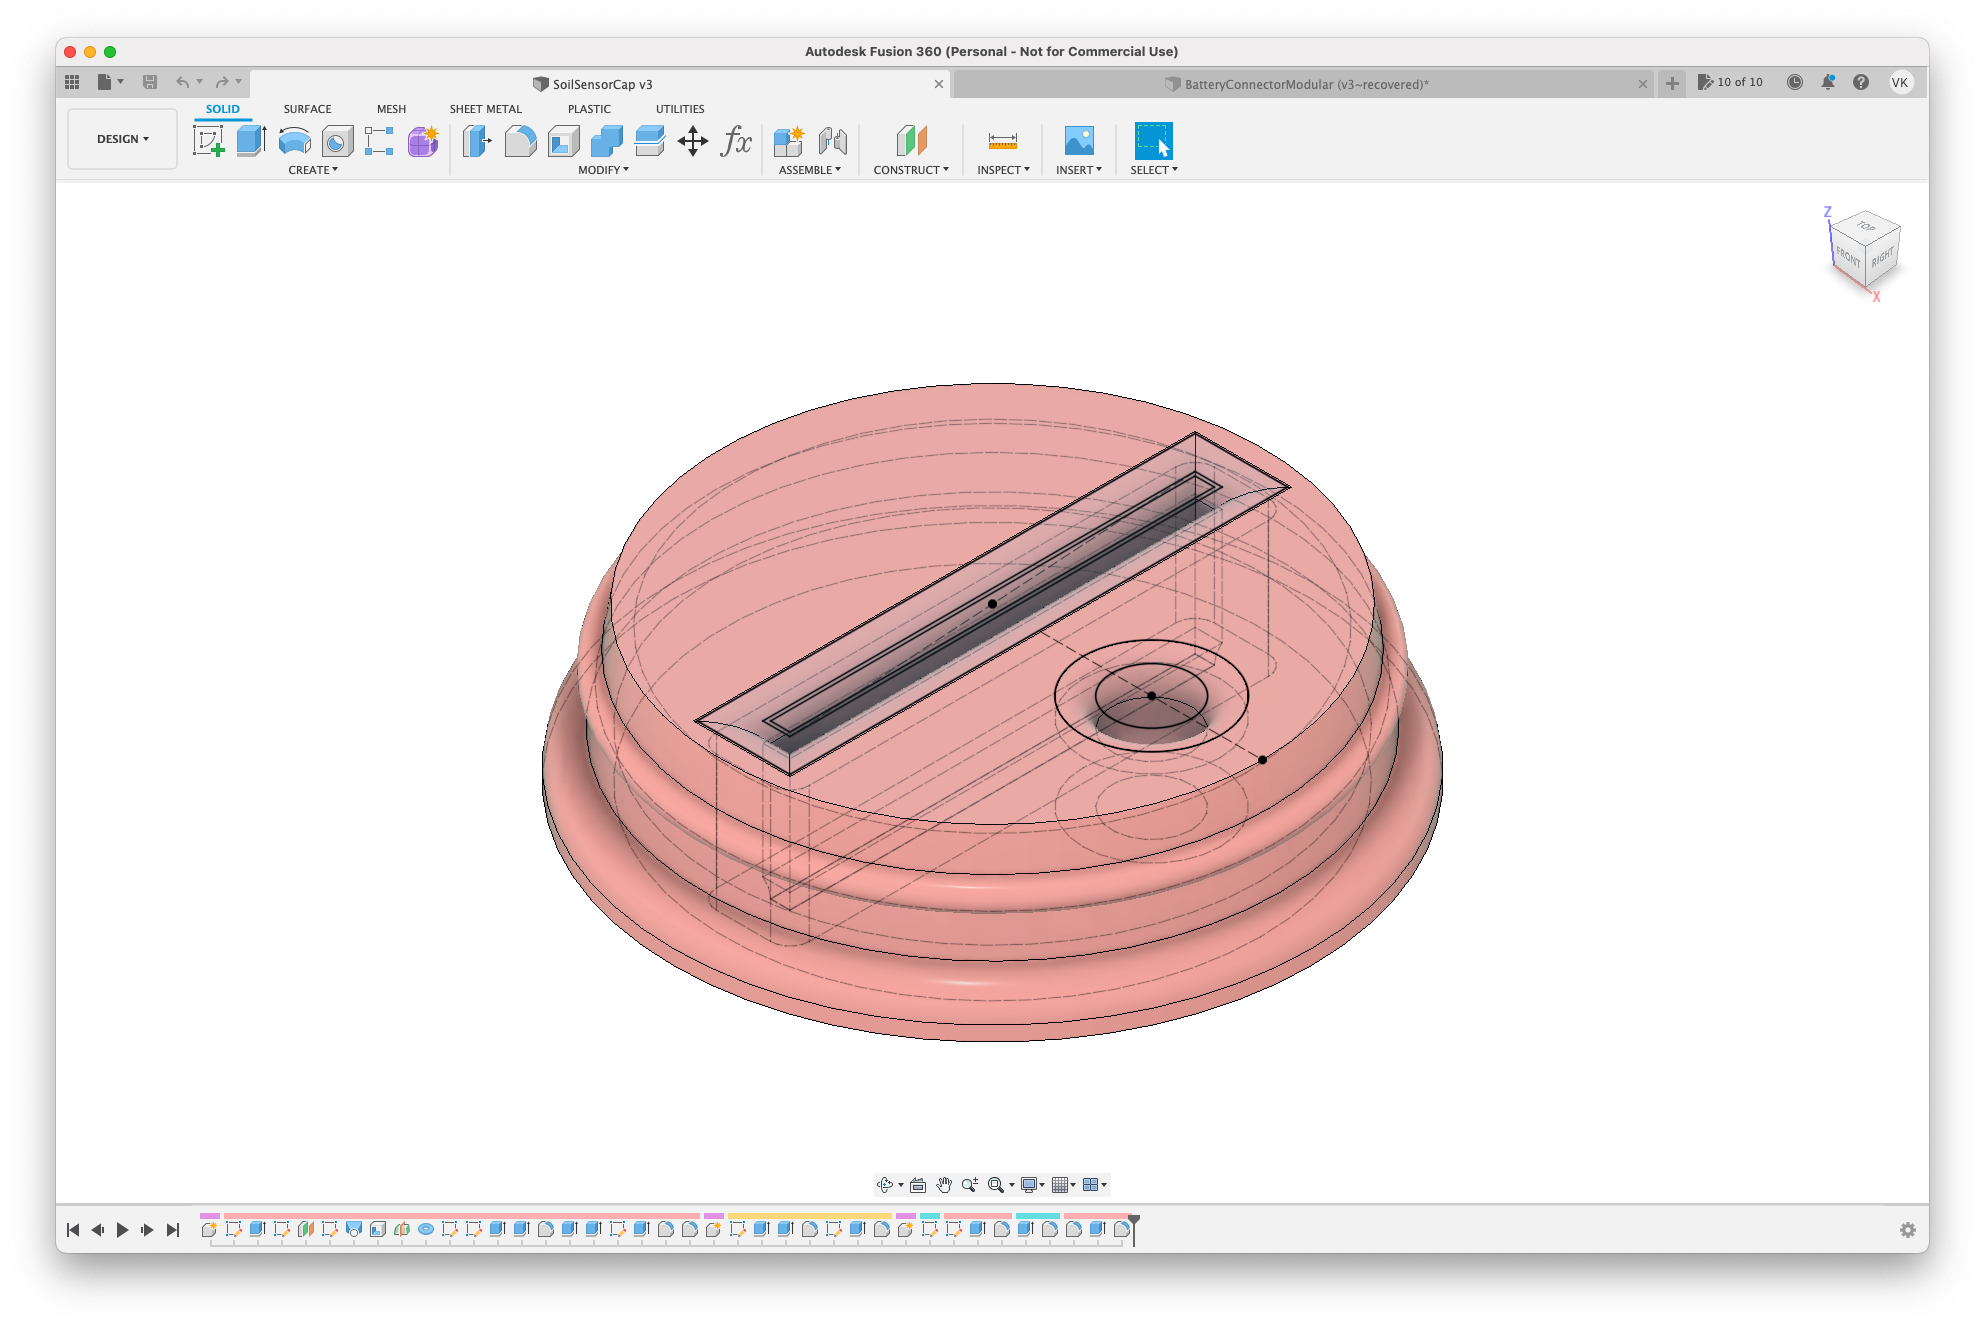 Autodesk Fusion 360 (Personal - Not for Commercial Use)
SoilSensorCap v3
BatteryConnectorModular (v3~recovered)*
10 of 10
VK
DESIGN
SOLID
SURFACE
MESH
SHEET METAL
PLASTIC
UTILITIES
fx
CREATE
MODIFY
ASSEMBLE
CONSTRUCT
INSPECT
INSERT
SELECT
Z
TOP
FRONT
RIGHT
X